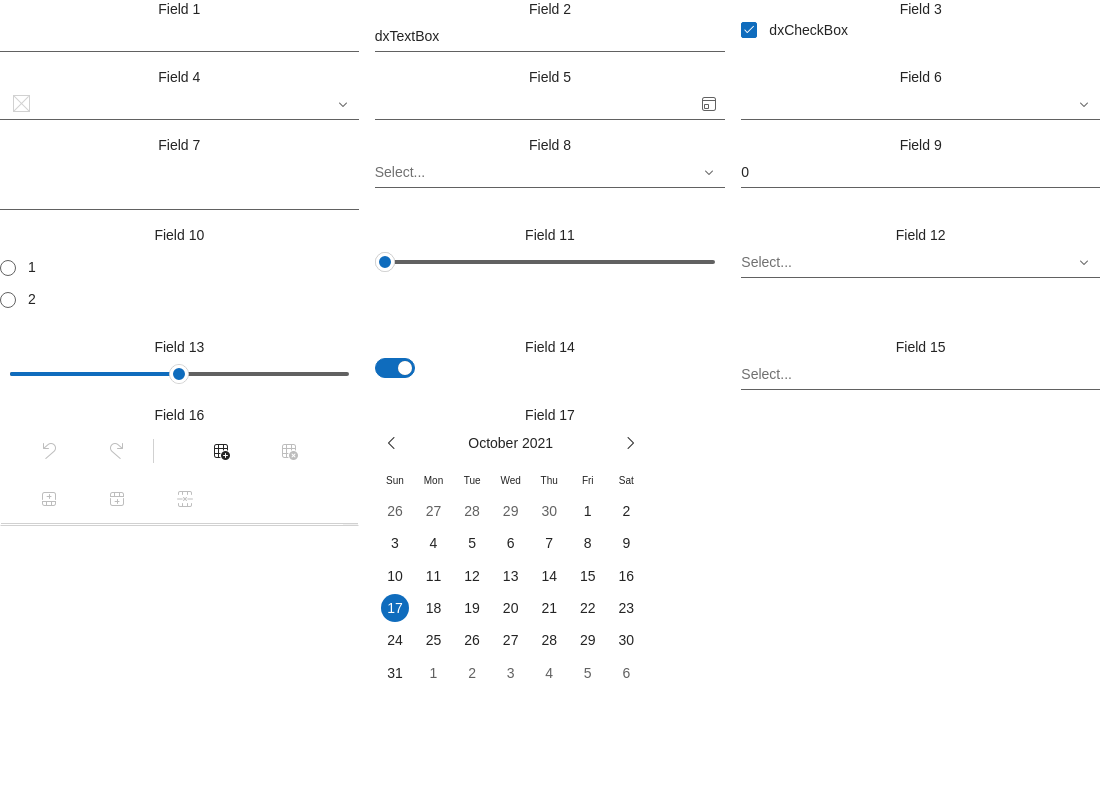 Field 1 Field 2 Field 3
dxTextBox dxCheckBox
Field 4 Field 5 Field 6
Field 7 Field 8 Field 9
Select... 0
Field 10 Field 11 Field 12
1 Select...
2
Field 13 Field 14 Field 15
Select...
Field 16 Field 17
October 2021
Sun Mon Tue Wed Thu Fri Sat
26 27 28 29 30 1 2
3 4 5 6 7 8 9
10 11 12 13 14 15 16
17 18 19 20 21 22 23
24 25 26 27 28 29 30
31 1 2 3 4 5 6